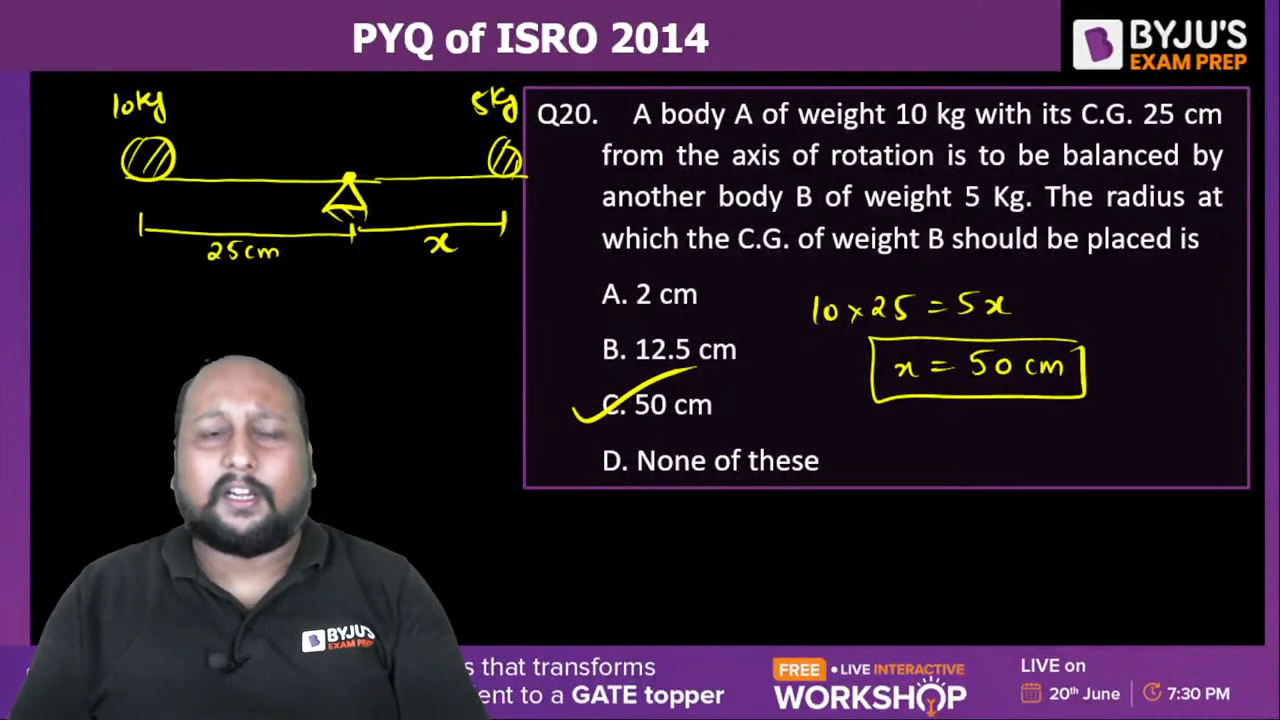 PYQ of ISRO 2014
BYJU'S
EXAM PREP
10kg
5kg
25cm
x
Q20. A body A of weight 10 kg with its C.G. 25 cm
from the axis of rotation is to be balanced by
another body B of weight 5 Kg. The radius at
which the C.G. of weight B should be placed is
A. 2 cm
B. 12.5 cm
C. 50 cm
D. None of these
10 × 25 = 5x
x = 50 cm
BYJU'S
EXAM PREP
s that transforms
ent to a GATE topper
FREE • LIVE INTERACTIVE
WORKSHOP
LIVE on
20th June | 7:30 PM